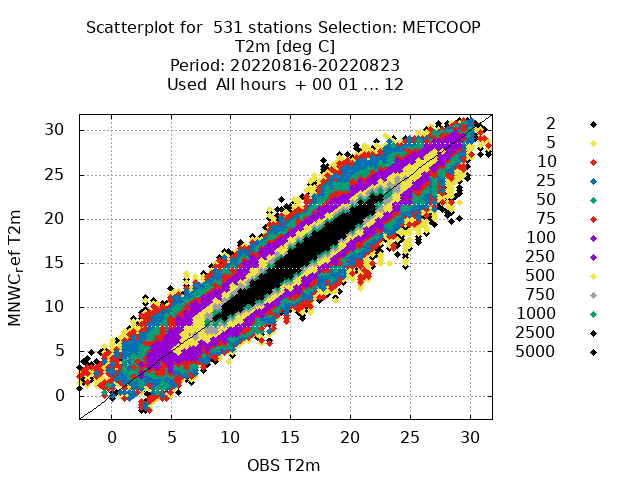 Scatterplot for  531 stations Selection: METCOOP
T2m [deg C]
Period: 20220816-20220823
Used  All hours  + 00 01 ... 12
MNWC_ref T2m
30
25
20
15
10
5
0
0 5 10 15 20 25 30
OBS T2m
2
5
10
25
50
75
100
250
500
750
1000
2500
5000